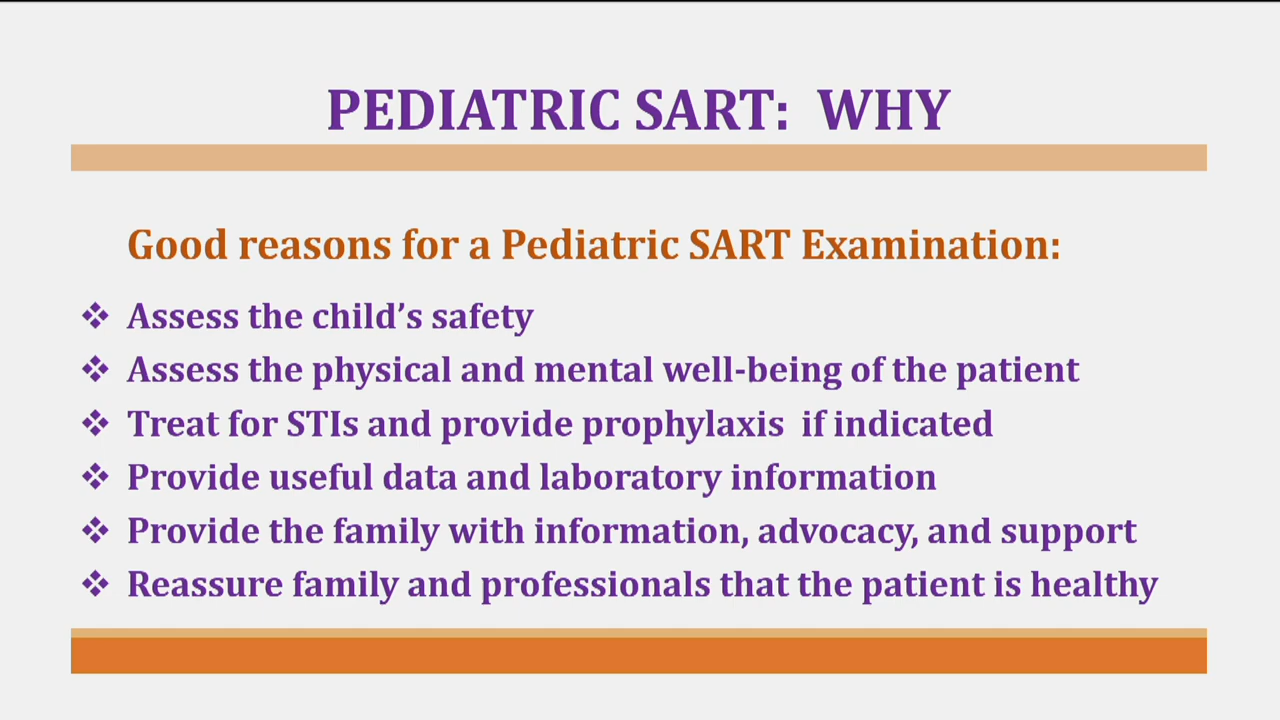 PEDIATRIC SART:  WHY
Good reasons for a Pediatric SART Examination:
❖ Assess the child’s safety
❖ Assess the physical and mental well-being of the patient
❖ Treat for STIs and provide prophylaxis  if indicated
❖ Provide useful data and laboratory information
❖ Provide the family with information, advocacy, and support
❖ Reassure family and professionals that the patient is healthy